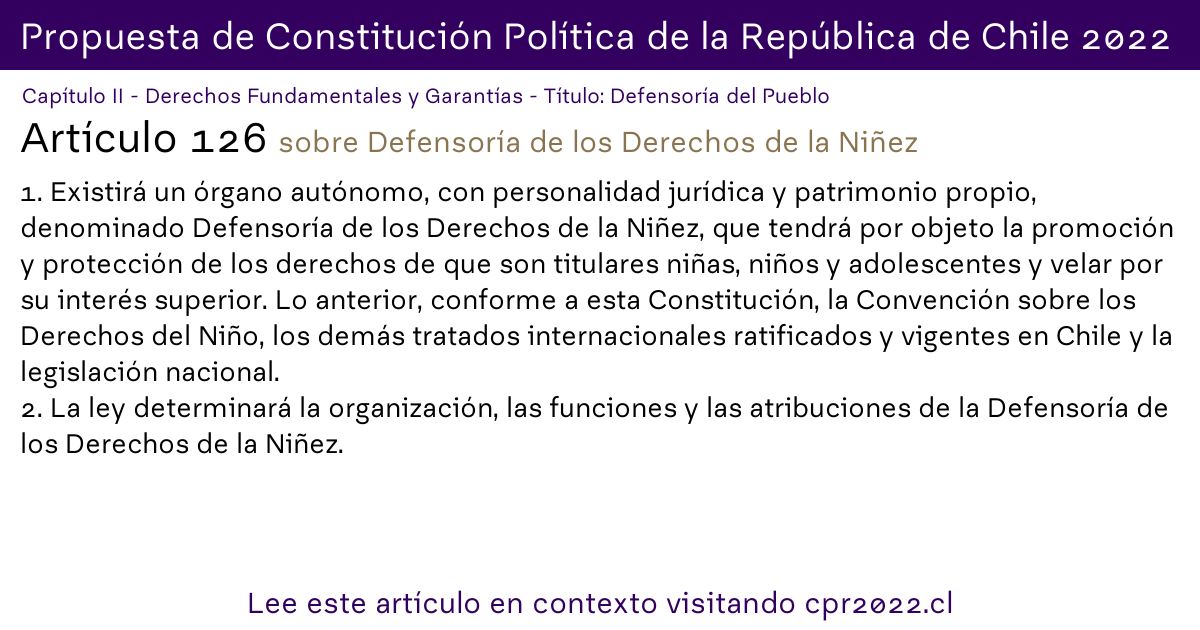 Propuesta de Constitución Política de la República de Chile 2022
Capítulo II - Derechos Fundamentales y Garantías - Título: Defensoría del Pueblo
Artículo 126 sobre Defensoría de los Derechos de la Niñez
1. Existirá un órgano autónomo, con personalidad jurídica y patrimonio propio,
denominado Defensoría de los Derechos de la Niñez, que tendrá por objeto la promoción
y protección de los derechos de que son titulares niñas, niños y adolescentes y velar por
su interés superior. Lo anterior, conforme a esta Constitución, la Convención sobre los
Derechos del Niño, los demás tratados internacionales ratificados y vigentes en Chile y la
legislación nacional.
2. La ley determinará la organización, las funciones y las atribuciones de la Defensoría de
los Derechos de la Niñez.
Lee este artículo en contexto visitando cpr2022.cl